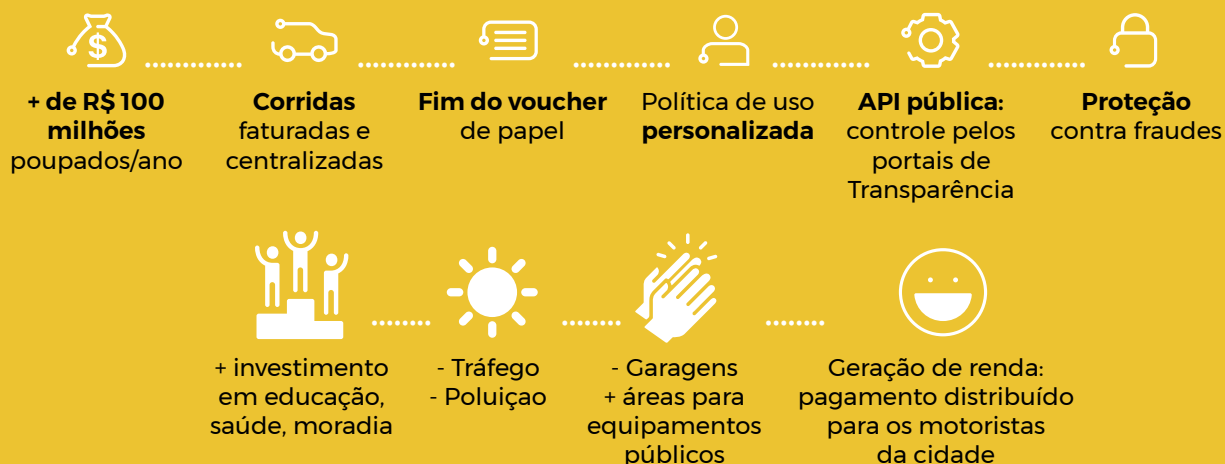 + de R$ 100
milhões
poupados/ano
Corridas
faturadas e
centralizadas
Fim do voucher
de papel
Política de uso
personalizada
API pública:
controle pelos
portais de
Transparência
Proteção
contra fraudes
+ investimento
em educação,
saúde, moradia
- Tráfego
- Poluiçao
- Garagens
+ áreas para
equipamentos
públicos
Geração de renda:
pagamento distribuído
para os motoristas
da cidade